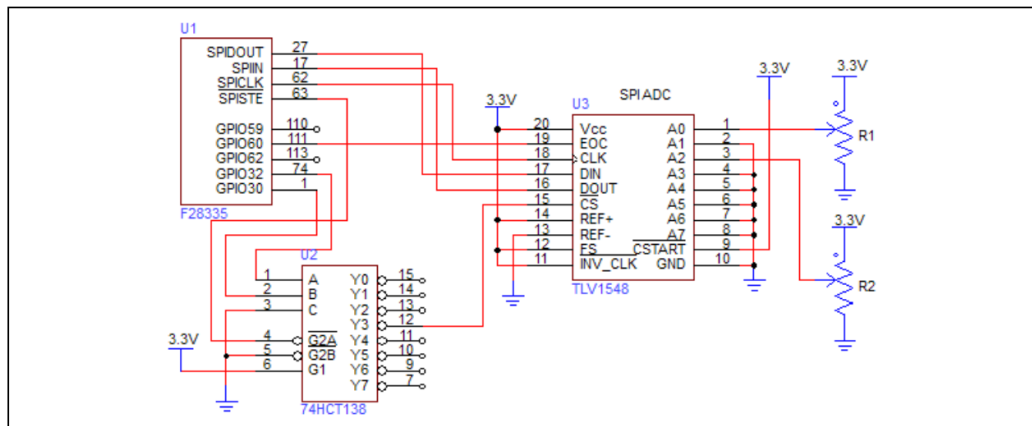 U1
SPIDOUT 27
SPIIN 17
SPICLK 62
SPISTE 63
GPIO59 110
GPIO60 111
GPIO62 113
GPIO32 74
GPIO30 1
F28335
U2
1 A Y0 15
2 B Y1 14
3 C Y2 13
Y3 12
4 G2A Y4 11
5 G2B Y5 10
6 G1 Y6 9
Y7 7
3.3V
74HCT138
3.3V
U3 SPI ADC
20 Vcc A0 1
19 EOC A1 2
18 CLK A2 3
17 DIN A3 4
16 DOUT A4 5
15 CS A5 6
14 REF+ A6 7
13 REF- A7 8
12 FS CSTART 9
11 INV_CLK GND 10
TLV1548
3.3V
3.3V
R1
3.3V
R2